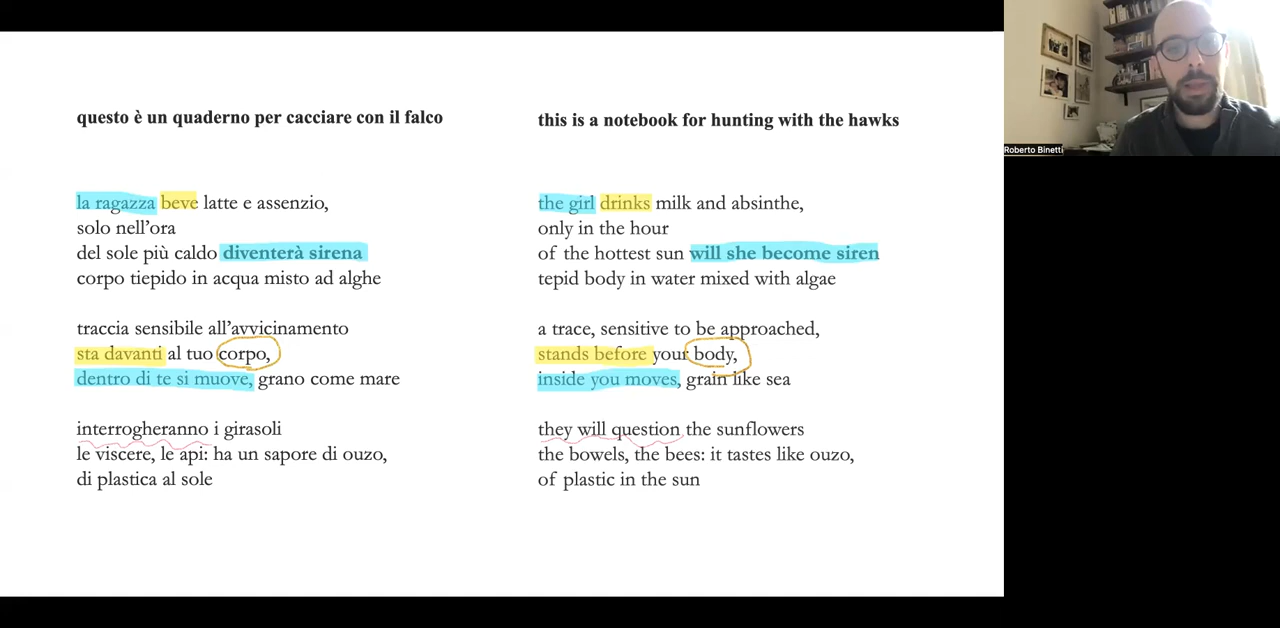 questo è un quaderno per cacciare con il falco
la ragazza beve latte e assenzio,
solo nell'ora
del sole più caldo diventerà sirena
corpo tiepido in acqua misto ad alghe
traccia sensibile all'avvicinamento
sta davanti al tuo corpo,
dentro di te si muove, grano come mare
interrogheranno i girasoli
le viscere, le api: ha un sapore di ouzo,
di plastica al sole
this is a notebook for hunting with the hawks
the girl drinks milk and absinthe,
only in the hour
of the hottest sun will she become siren
tepid body in water mixed with algae
a trace, sensitive to be approached,
stands before your body,
inside you moves, grain like sea
they will question the sunflowers
the bowels, the bees: it tastes like ouzo,
of plastic in the sun
Roberto Binetti